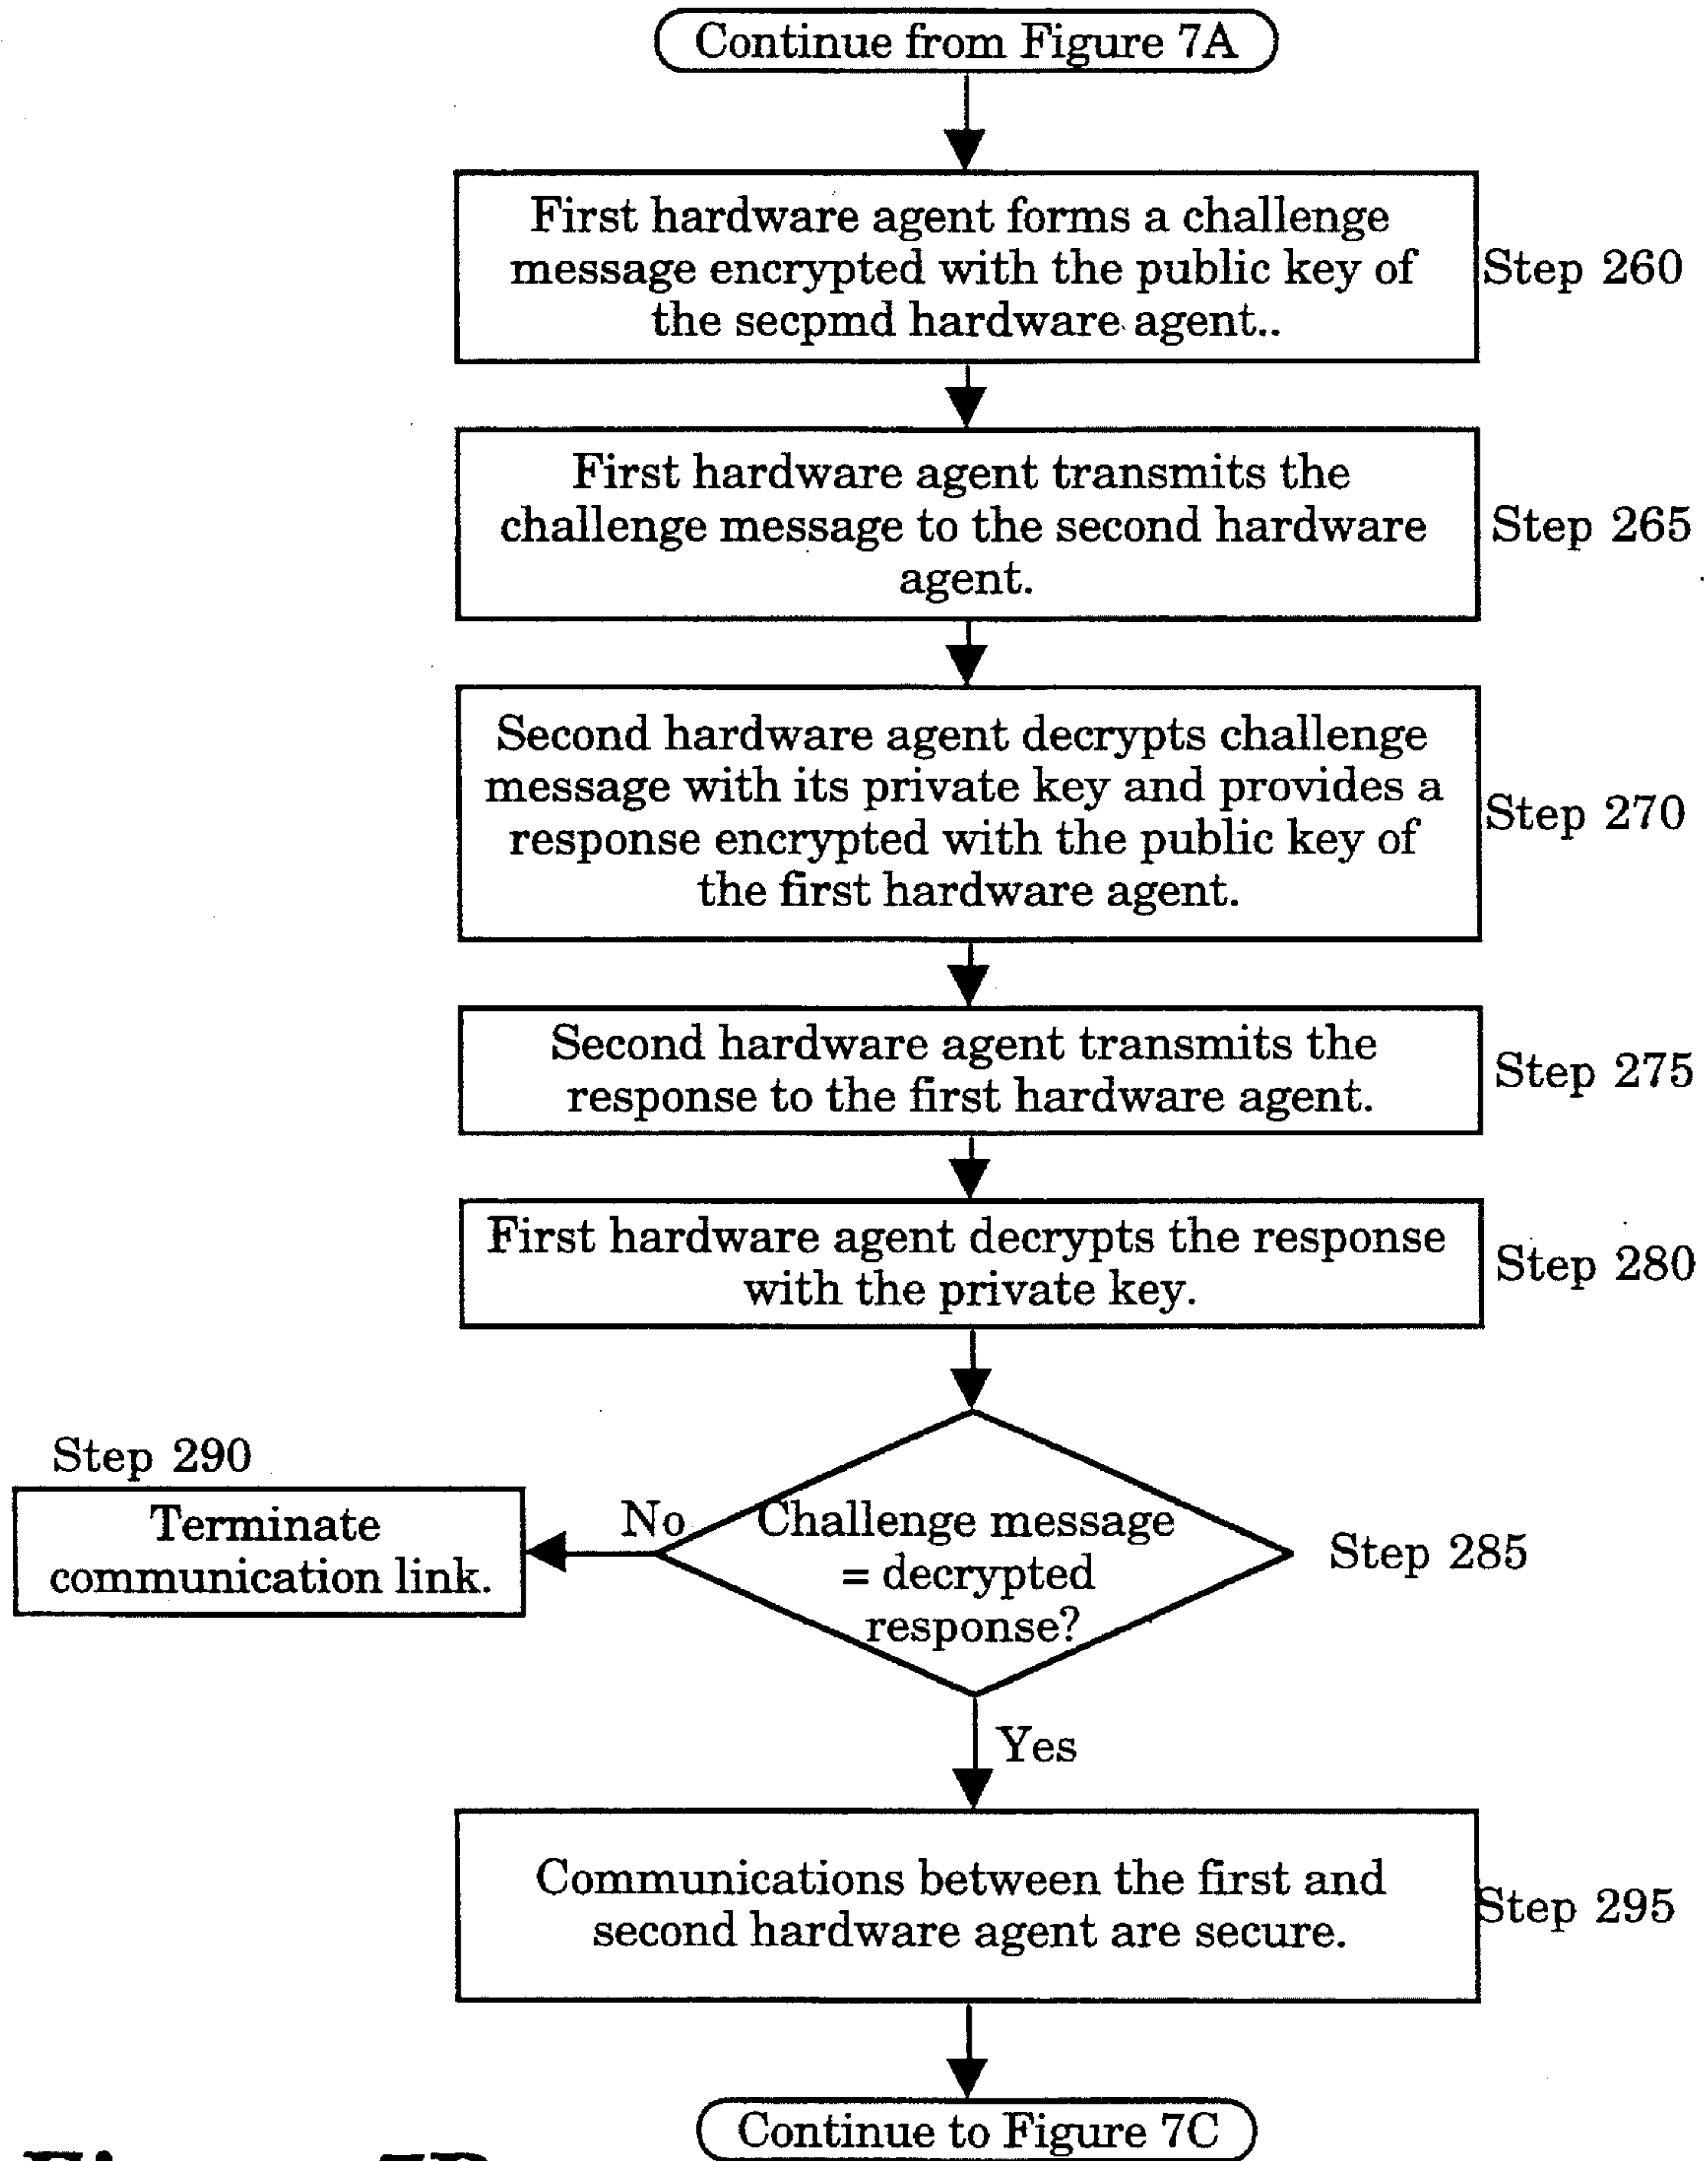 Continue from Figure 7A
First hardware agent forms a challenge
message encrypted with the public key of
the secpmd hardware agent..
Step 260
First hardware agent transmits the
challenge message to the second hardware
agent.
Step 265
Second hardware agent decrypts challenge
message with its private key and provides a
response encrypted with the public key of
the first hardware agent.
Step 270
Second hardware agent transmits the
response to the first hardware agent.
Step 275
First hardware agent decrypts the response
with the private key.
Step 280
Challenge message
= decrypted
response?
Step 285
No
Step 290
Terminate
communication link.
Yes
Communications between the first and
second hardware agent are secure.
Step 295
Continue to Figure 7C